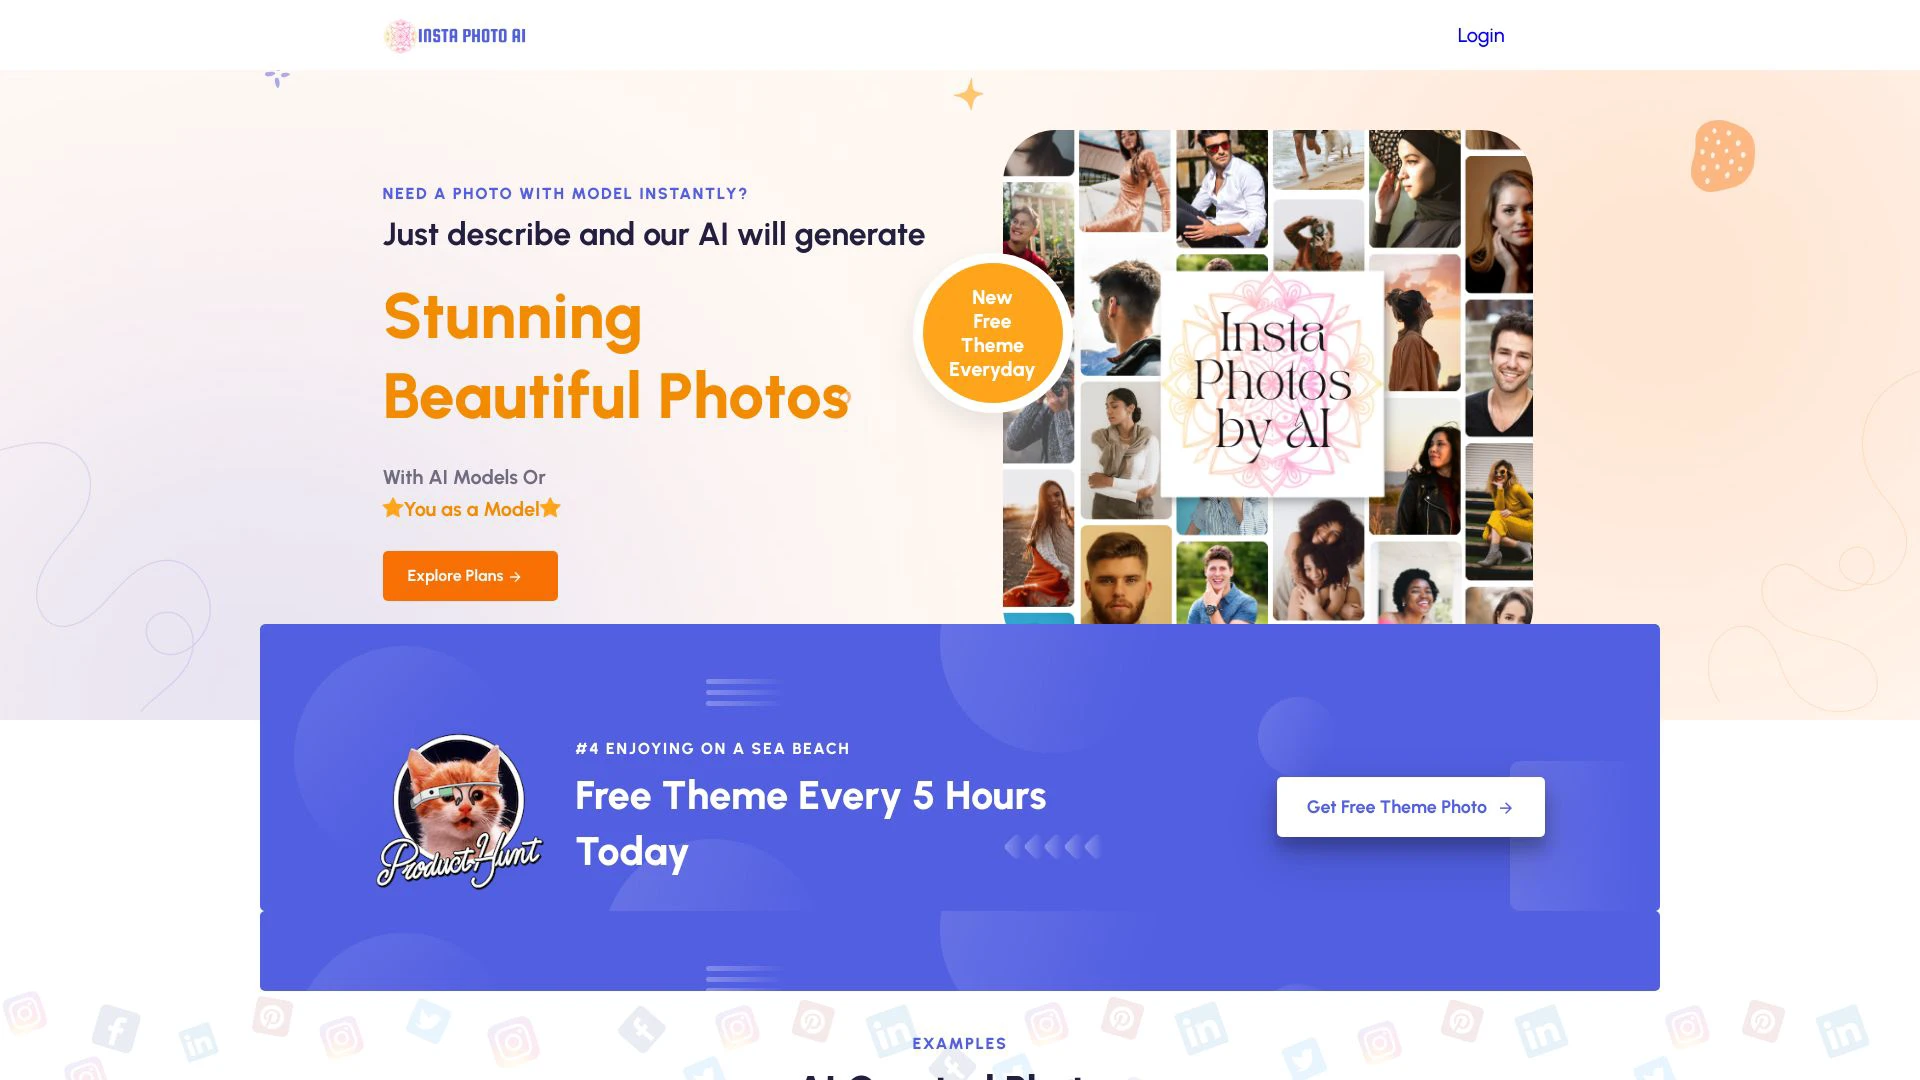 INSTA PHOTO AI
Login
NEED A PHOTO WITH MODEL INSTANTLY?
Just describe and our AI will generate
Stunning
Beautiful Photos
With AI Models Or
You as a Model
Explore Plans
New
Free
Theme
Everyday
Insta
Photos
by AI
Product Hunt
#4 ENJOYING ON A SEA BEACH
Free Theme Every 5 Hours
Today
Get Free Theme Photo
EXAMPLES